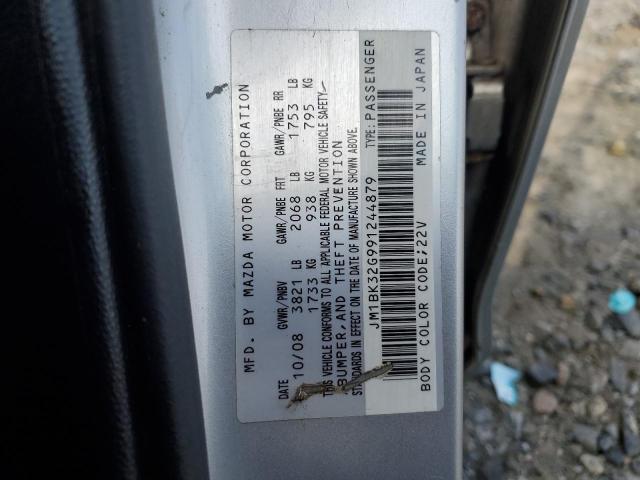 MFD. BY MAZDA MOTOR CORPORATION
DATE GVWR/PNBV GAWR/PNBE FRT GAWR/PNBE RR
10/08 3821 LB 2068 LB 1753 LB
1733 KG 938 KG 795 KG
THIS VEHICLE CONFORMS TO ALL APPLICABLE FEDERAL MOTOR VEHICLE SAFETY,
BUMPER, AND THEFT PREVENTION
STANDARDS IN EFFECT ON THE DATE OF MANUFACTURE SHOWN ABOVE.
JM1BK32G991244879 TYPE: PASSENGER
BODY COLOR CODE;22V MADE IN JAPAN